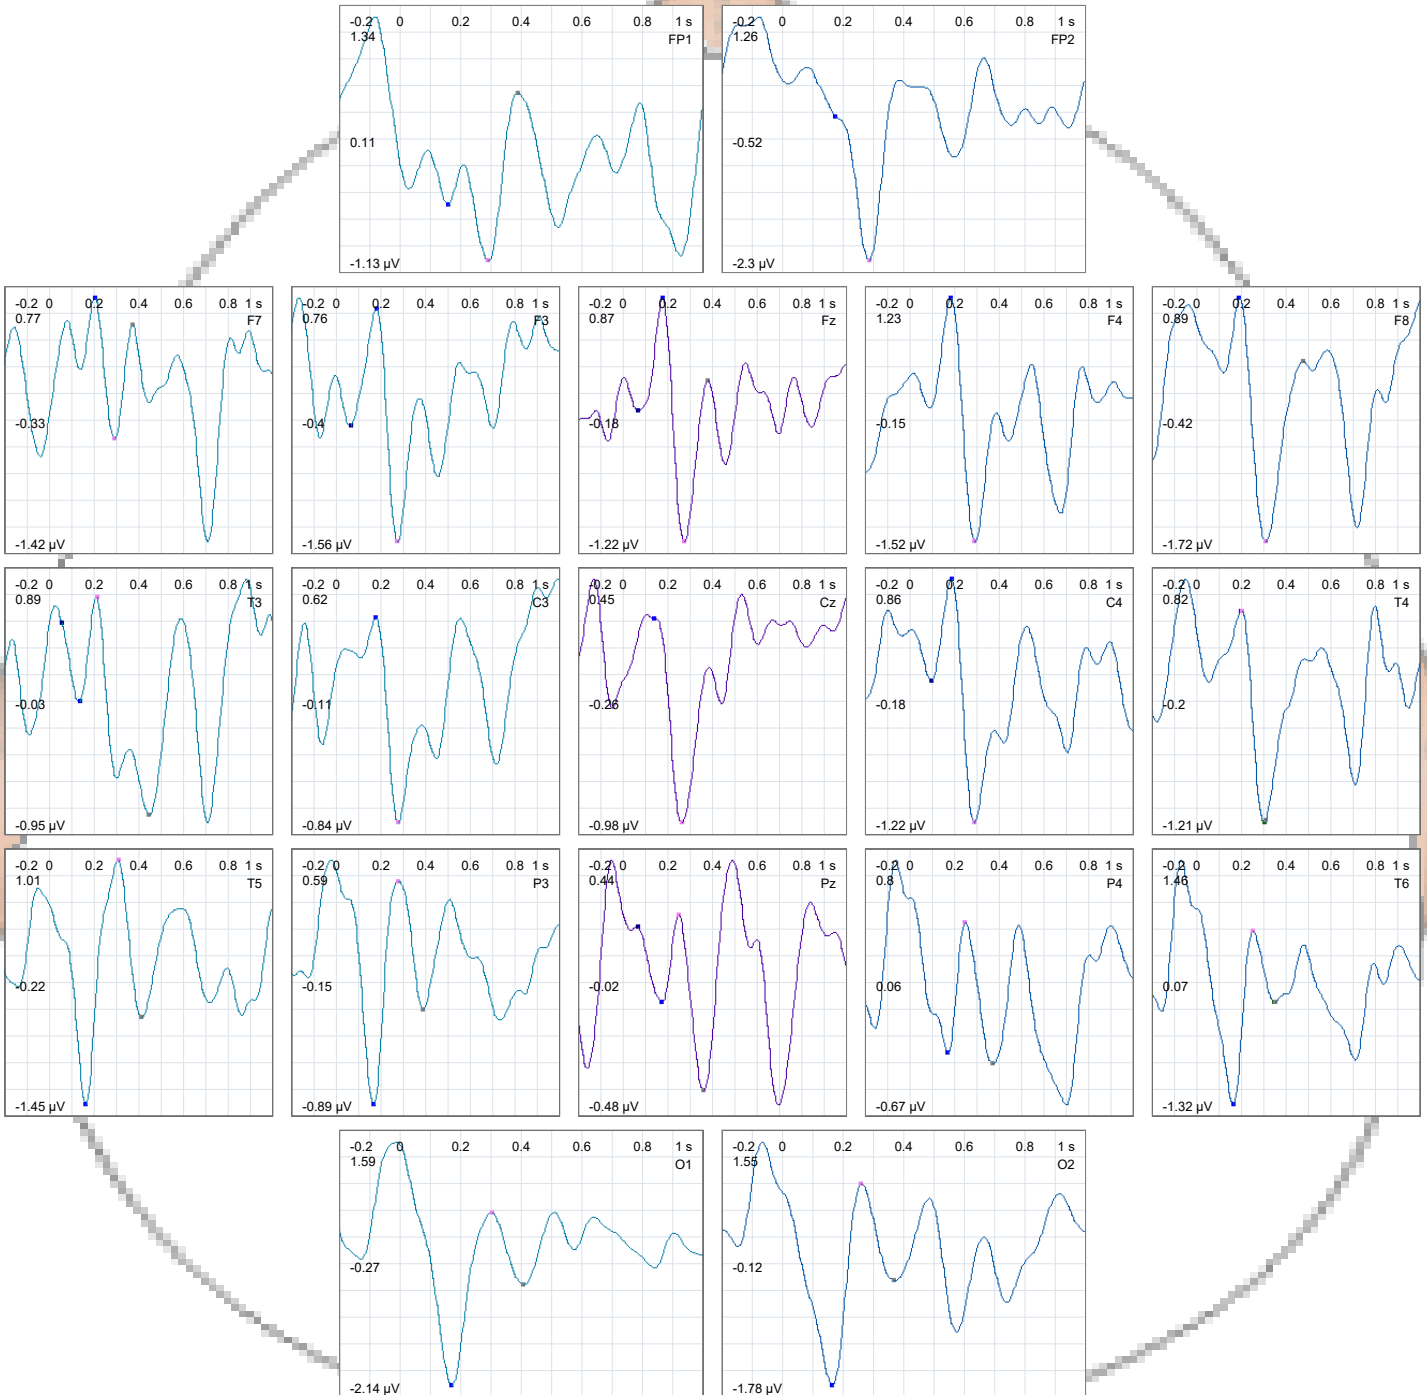 -0.2 0 0.2 0.4 0.6 0.8 1 s
1.34 FP1
0.11
-1.13 µV
-0.2 0 0.2 0.4 0.6 0.8 1 s
1.26 FP2
-0.52
-2.3 µV
-0.2 0 0.2 0.4 0.6 0.8 1 s
0.77 F7
-0.33
-1.42 µV
-0.2 0 0.2 0.4 0.6 0.8 1 s
0.76 F3
-0.4
-1.56 µV
-0.2 0 0.2 0.4 0.6 0.8 1 s
0.87 Fz
-0.18
-1.22 µV
-0.2 0 0.2 0.4 0.6 0.8 1 s
1.23 F4
-0.15
-1.52 µV
-0.2 0 0.2 0.4 0.6 0.8 1 s
0.89 F8
-0.42
-1.72 µV
-0.2 0 0.2 0.4 0.6 0.8 1 s
0.89 T3
-0.03
-0.95 µV
-0.2 0 0.2 0.4 0.6 0.8 1 s
0.62 C3
-0.11
-0.84 µV
-0.2 0 0.2 0.4 0.6 0.8 1 s
0.45 Cz
-0.26
-0.98 µV
-0.2 0 0.2 0.4 0.6 0.8 1 s
0.86 C4
-0.18
-1.22 µV
-0.2 0 0.2 0.4 0.6 0.8 1 s
0.82 T4
-0.2
-1.21 µV
-0.2 0 0.2 0.4 0.6 0.8 1 s
1.01 T5
-0.22
-1.45 µV
-0.2 0 0.2 0.4 0.6 0.8 1 s
0.59 P3
-0.15
-0.89 µV
-0.2 0 0.2 0.4 0.6 0.8 1 s
0.44 Pz
-0.02
-0.48 µV
-0.2 0 0.2 0.4 0.6 0.8 1 s
0.8 P4
0.06
-0.67 µV
-0.2 0 0.2 0.4 0.6 0.8 1 s
1.46 T6
0.07
-1.32 µV
-0.2 0 0.2 0.4 0.6 0.8 1 s
1.59 O1
-0.27
-2.14 µV
-0.2 0 0.2 0.4 0.6 0.8 1 s
1.55 O2
-0.12
-1.78 µV